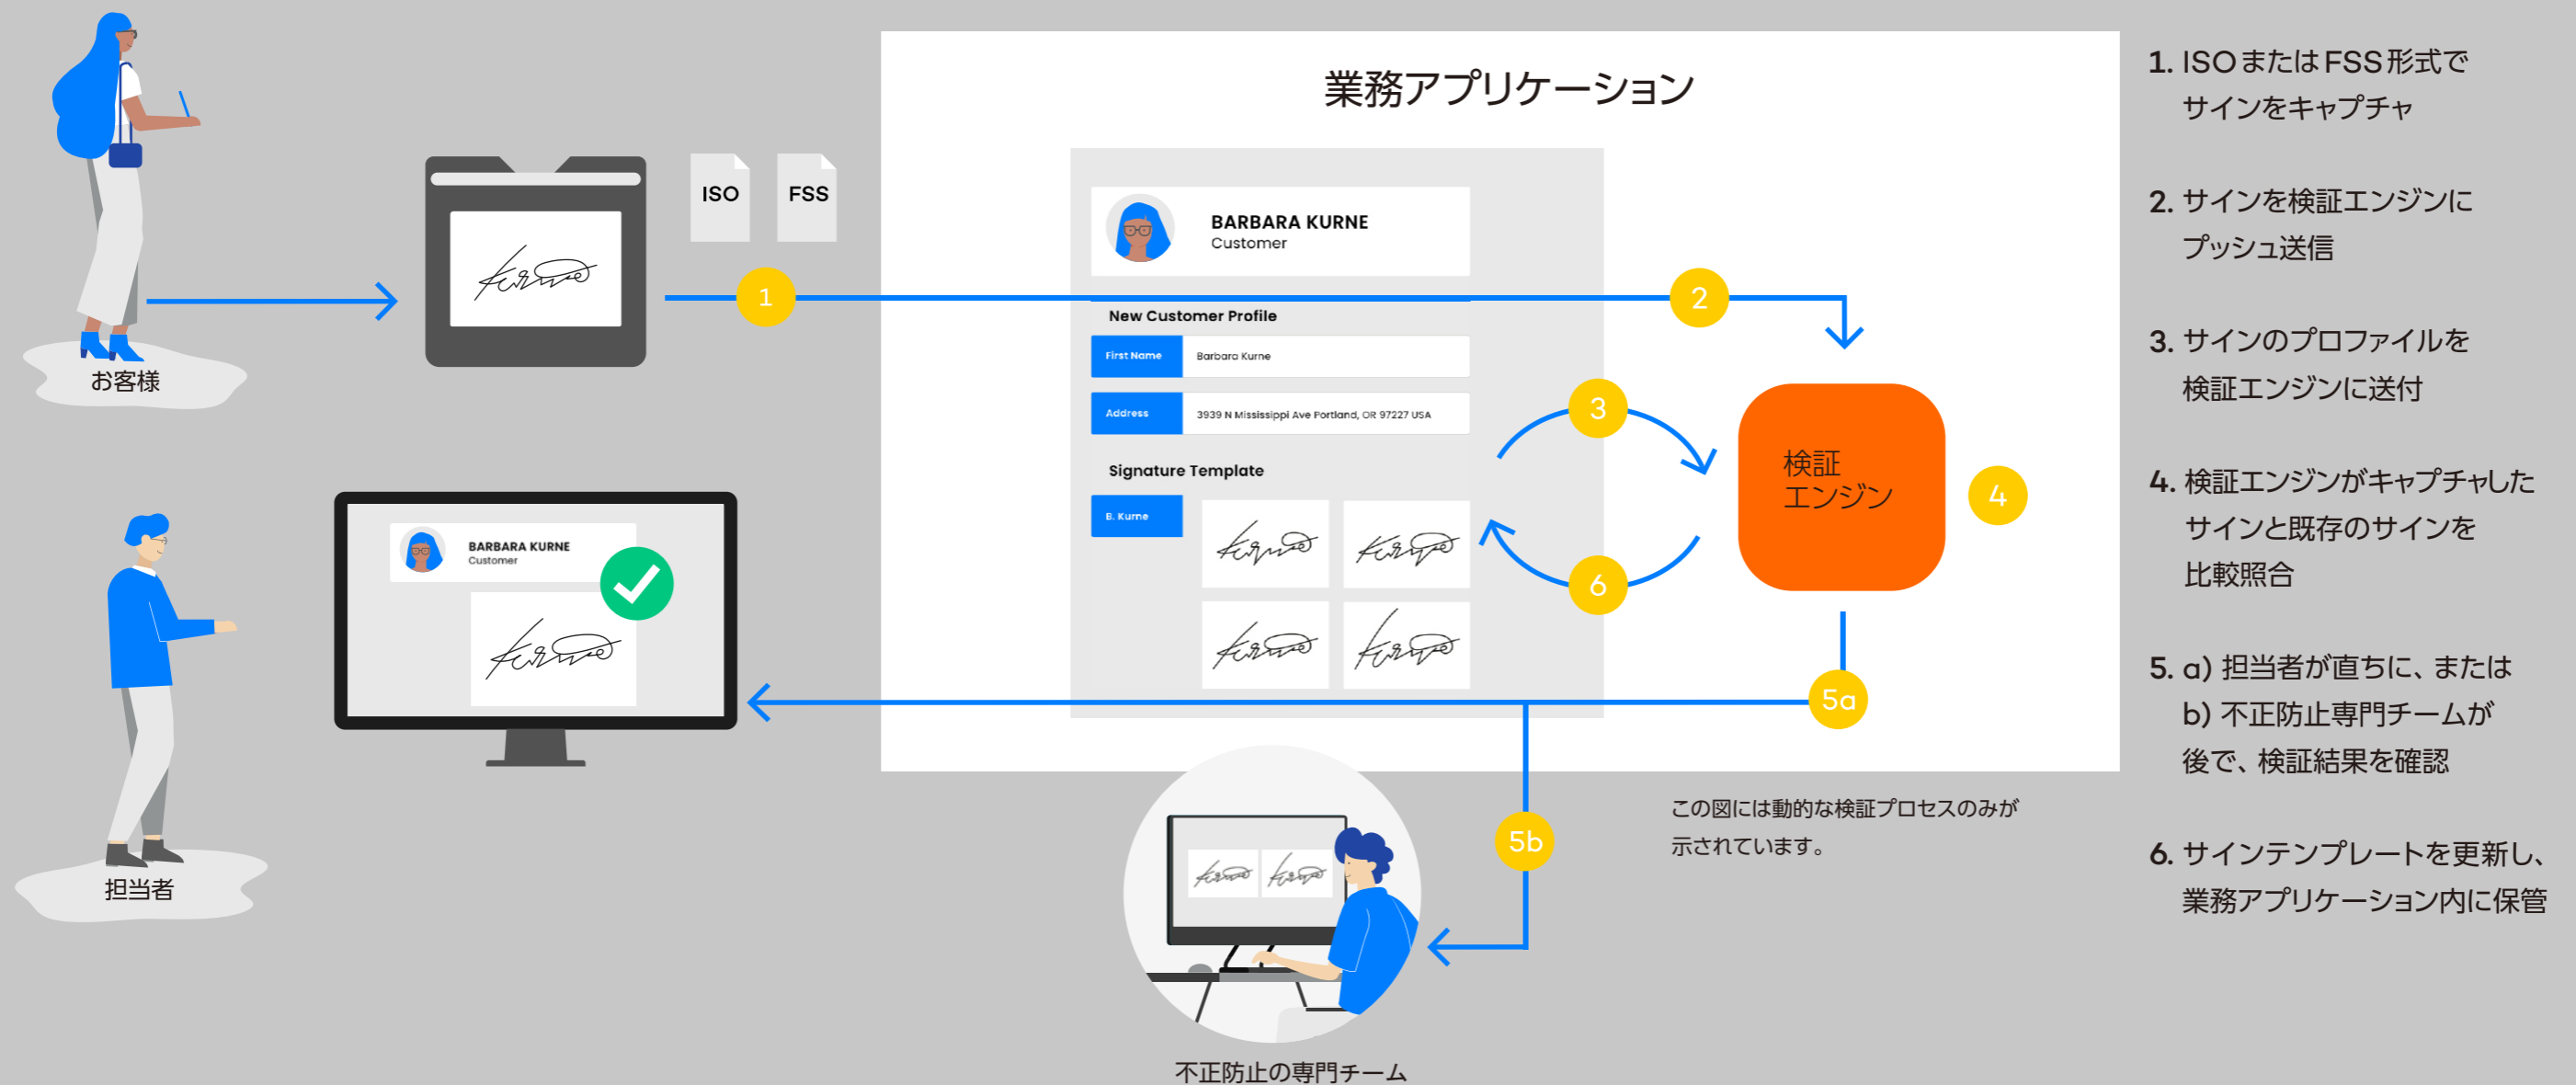 業務アプリケーション
ISO
FSS
BARBARA KURNE
Customer
1
2
New Customer Profile
First Name
Barbara Kurne
Address
3939 N Mississippi Ave Portland, OR 97227 USA
お客様
3
Signature Template
B. Kurne
検証
エンジン
4
6
BARBARA KURNE
Customer
5a
担当者
5b
この図には動的な検証プロセスのみが
示されています。
不正防止の専門チーム
1. ISOまたはFSS形式で
サインをキャプチャ
2. サインを検証エンジンに
プッシュ送信
3. サインのプロファイルを
検証エンジンに送付
4. 検証エンジンがキャプチャした
サインと既存のサインを
比較照合
5. a) 担当者が直ちに、または
b) 不正防止専門チームが
後で、検証結果を確認
6. サインテンプレートを更新し、
業務アプリケーション内に保管